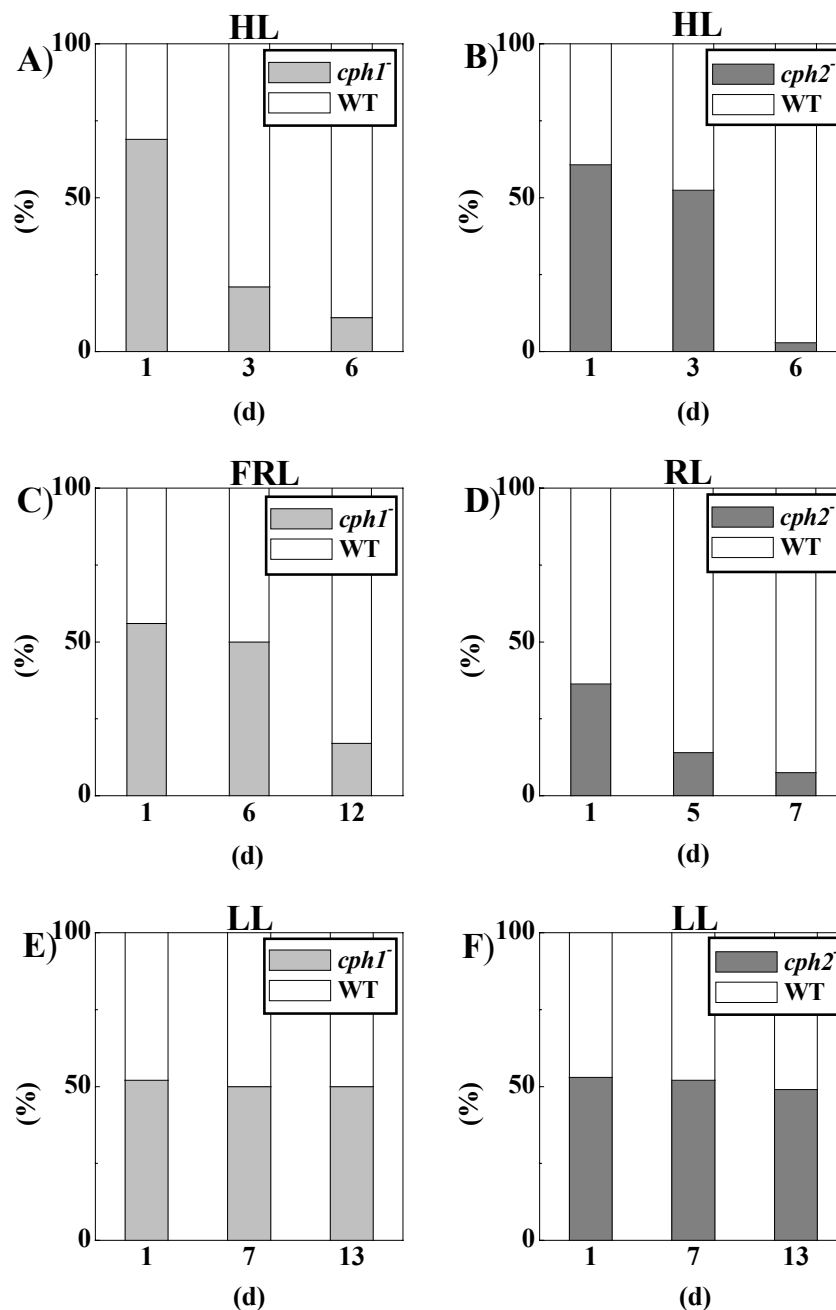 A)
HL
100
50
0
(%)
cph1⁻
WT
1 3 6
(d)
B)
HL
100
50
0
(%)
cph2⁻
WT
1 3 6
(d)
C)
FRL
100
50
0
(%)
cph1⁻
WT
1 6 12
(d)
D)
RL
100
50
0
(%)
cph2⁻
WT
1 5 7
(d)
E)
LL
100
50
0
(%)
cph1⁻
WT
1 7 13
(d)
F)
LL
100
50
0
(%)
cph2⁻
WT
1 7 13
(d)